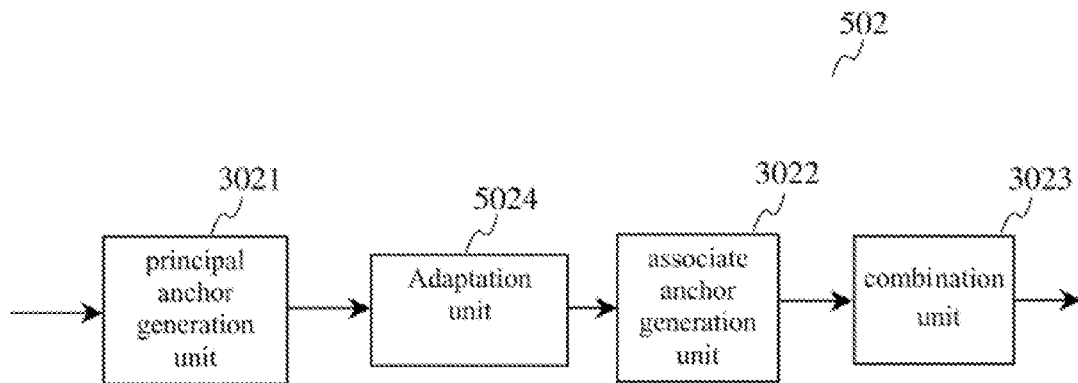 502
3021
principal
anchor
generation
unit
5024
Adaptation
unit
3022
associate
anchor
generation
unit
3023
combination
unit